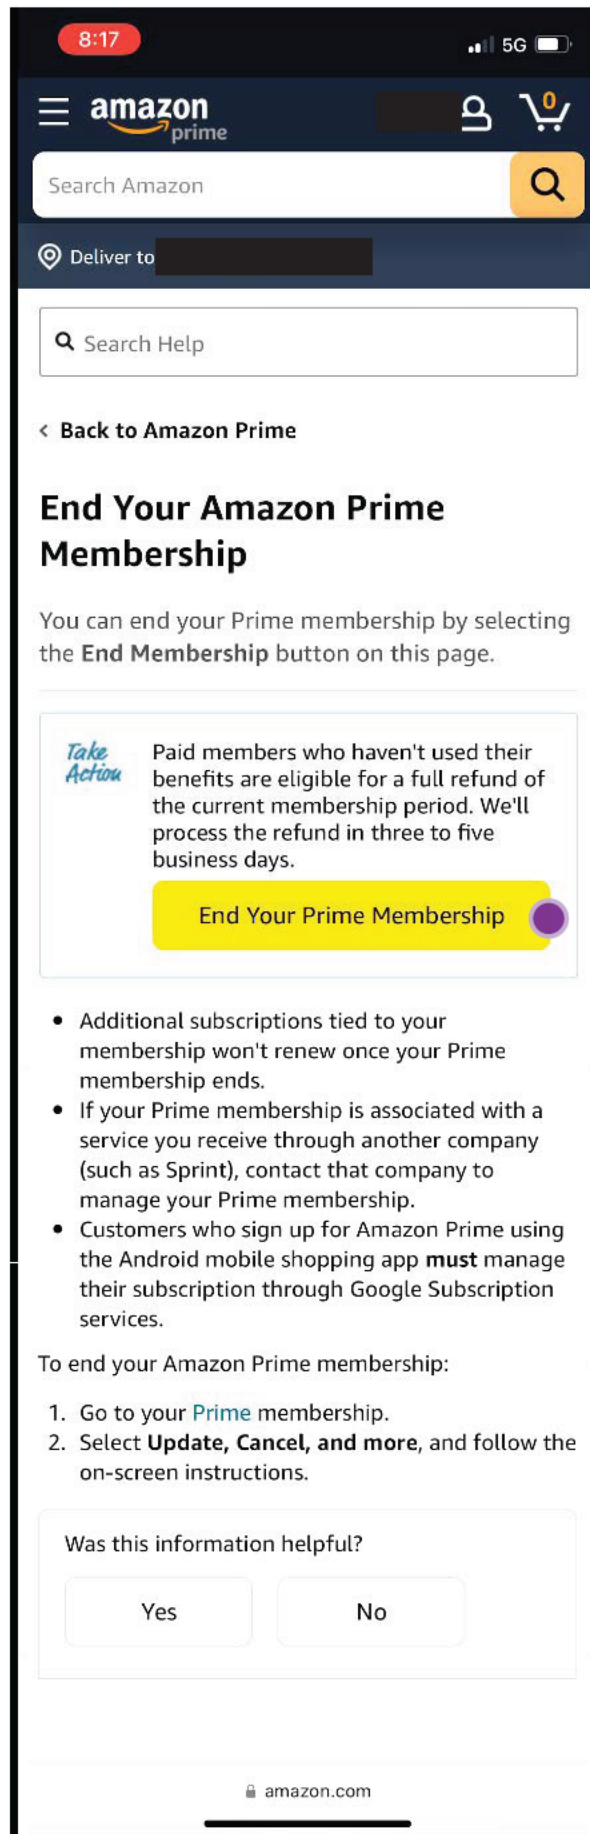 8:17
5G
amazon
prime
0
Search Amazon
Deliver to
Search Help
< Back to Amazon Prime
End Your Amazon Prime
Membership
You can end your Prime membership by selecting
the End Membership button on this page.
Take
Action
Paid members who haven't used their
benefits are eligible for a full refund of
the current membership period. We'll
process the refund in three to five
business days.
End Your Prime Membership
• Additional subscriptions tied to your
membership won't renew once your Prime
membership ends.
• If your Prime membership is associated with a
service you receive through another company
(such as Sprint), contact that company to
manage your Prime membership.
• Customers who sign up for Amazon Prime using
the Android mobile shopping app must manage
their subscription through Google Subscription
services.
To end your Amazon Prime membership:
1. Go to your Prime membership.
2. Select Update, Cancel, and more, and follow the
on-screen instructions.
Was this information helpful?
Yes
No
amazon.com